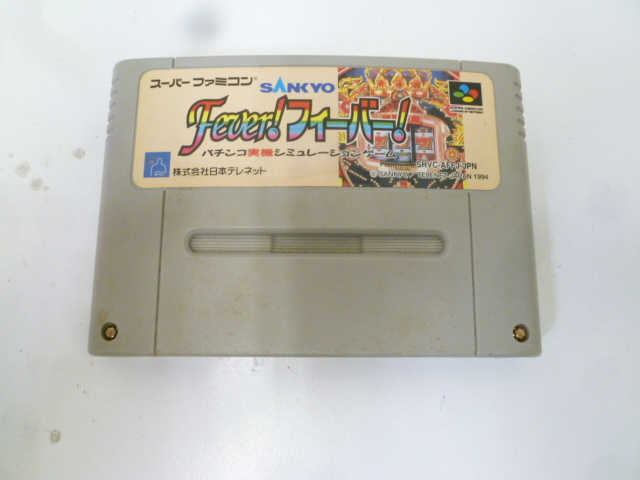 スーパーファミコン
SANKYO
Fever!フィーバー!
パチンコ実機シミュレーションゲーム
株式会社日本テレネット
SHVC-AFFJ-JPN
© SANKYO TELENET JAPAN 1994